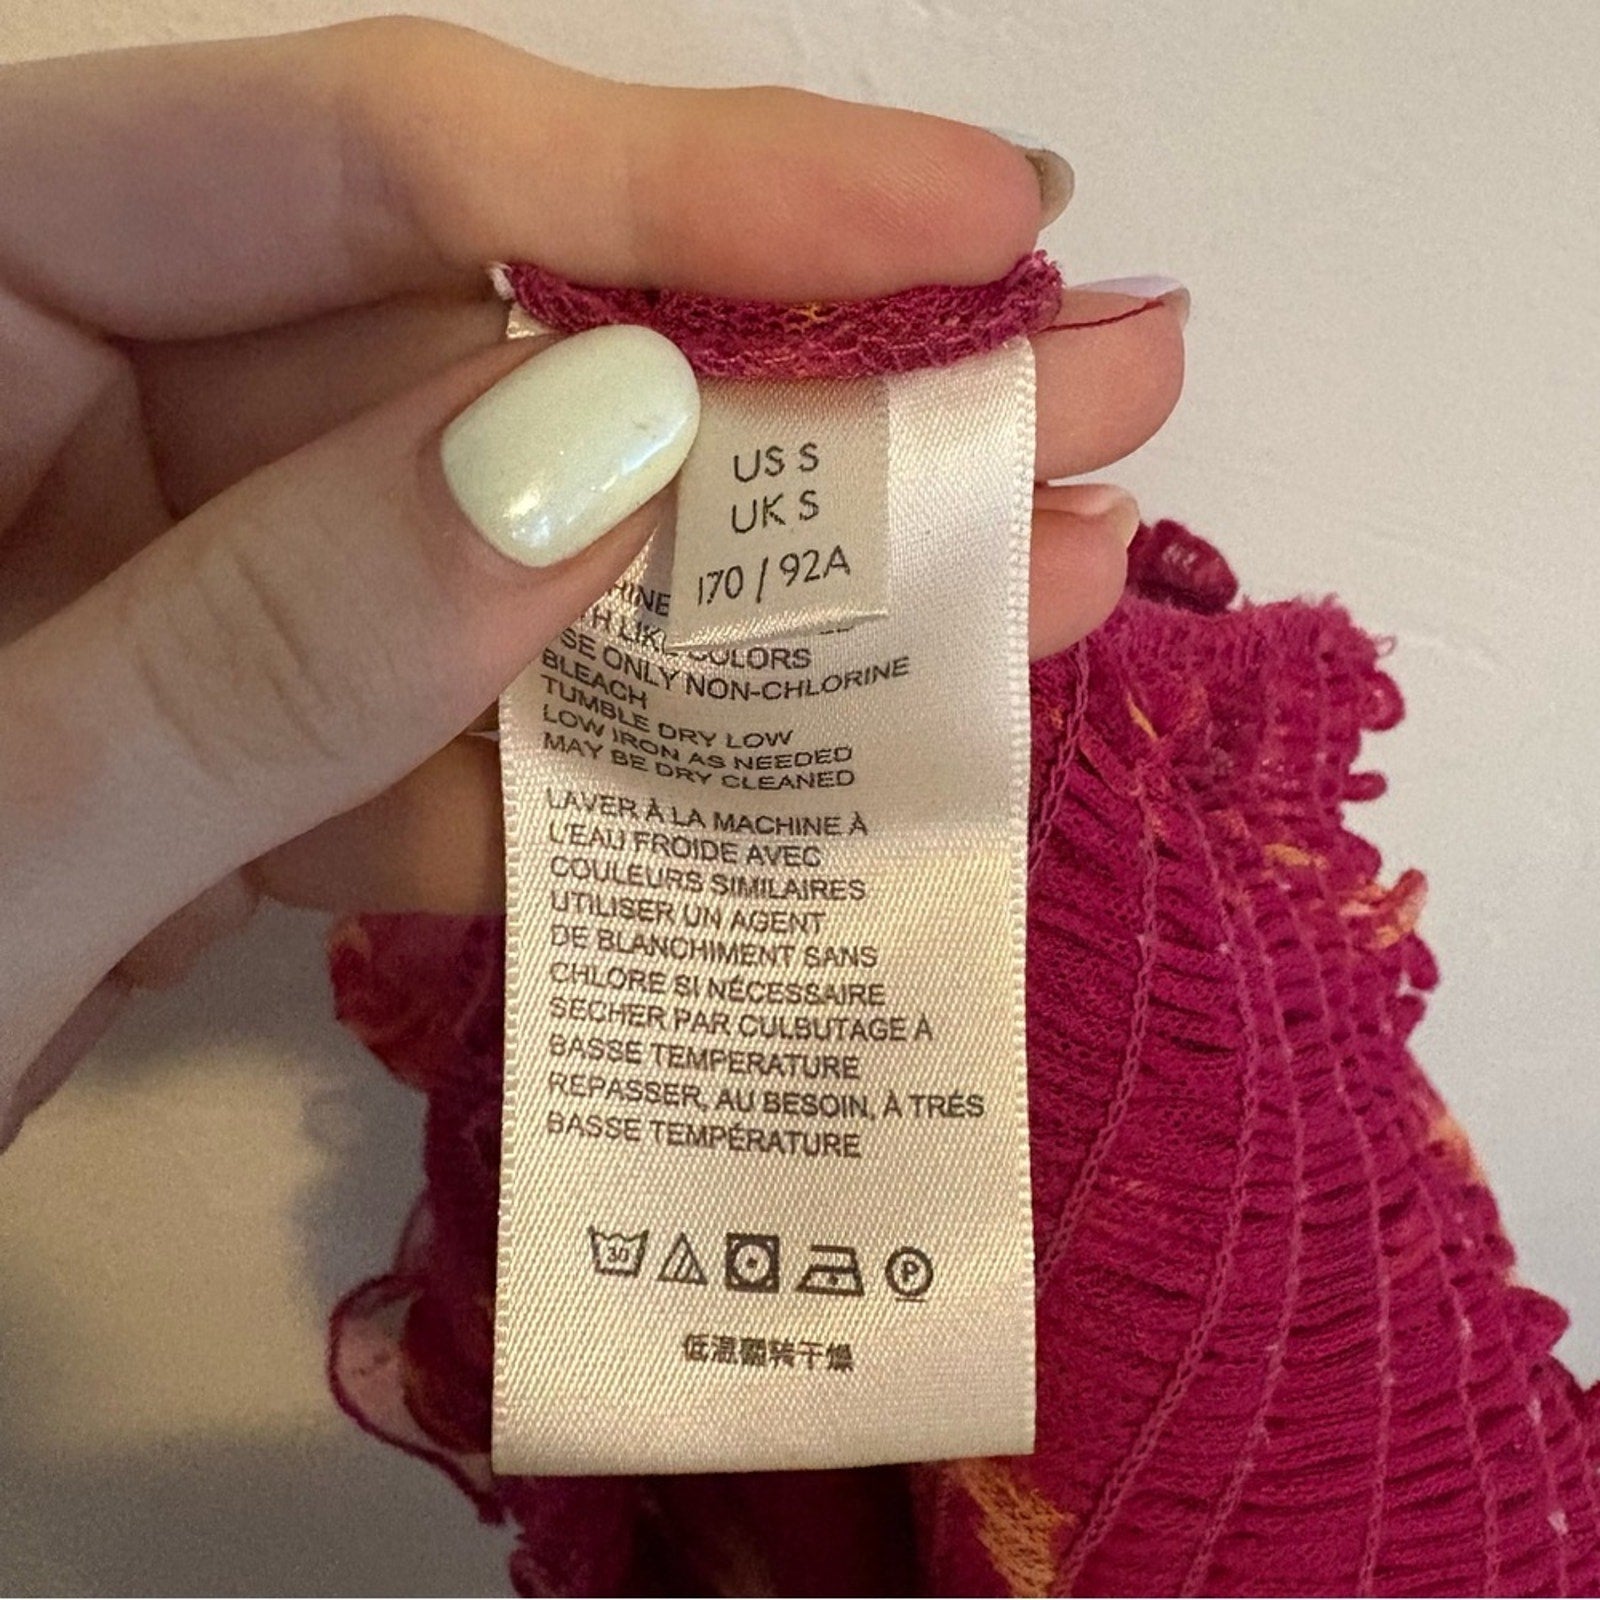 US S
UK S
170 / 92A
LIKE COLORS
ONLY NON-CHLORINE
BLEACH
TUMBLE DRY LOW
LOW IRON AS NEEDED
MAY BE DRY CLEANED
LAVER À LA MACHINE À
L'EAU FROIDE AVEC
COULEURS SIMILAIRES
UTILISER UN AGENT
DE BLANCHIMENT SANS
CHLORE SI NÉCESSAIRE
SECHER PAR CULBUTAGE À
BASSE TEMPERATURE
REPASSER, AU BESOIN, À TRÉS
BASSE TEMPÉRATURE
30
P
低温翻转干燥